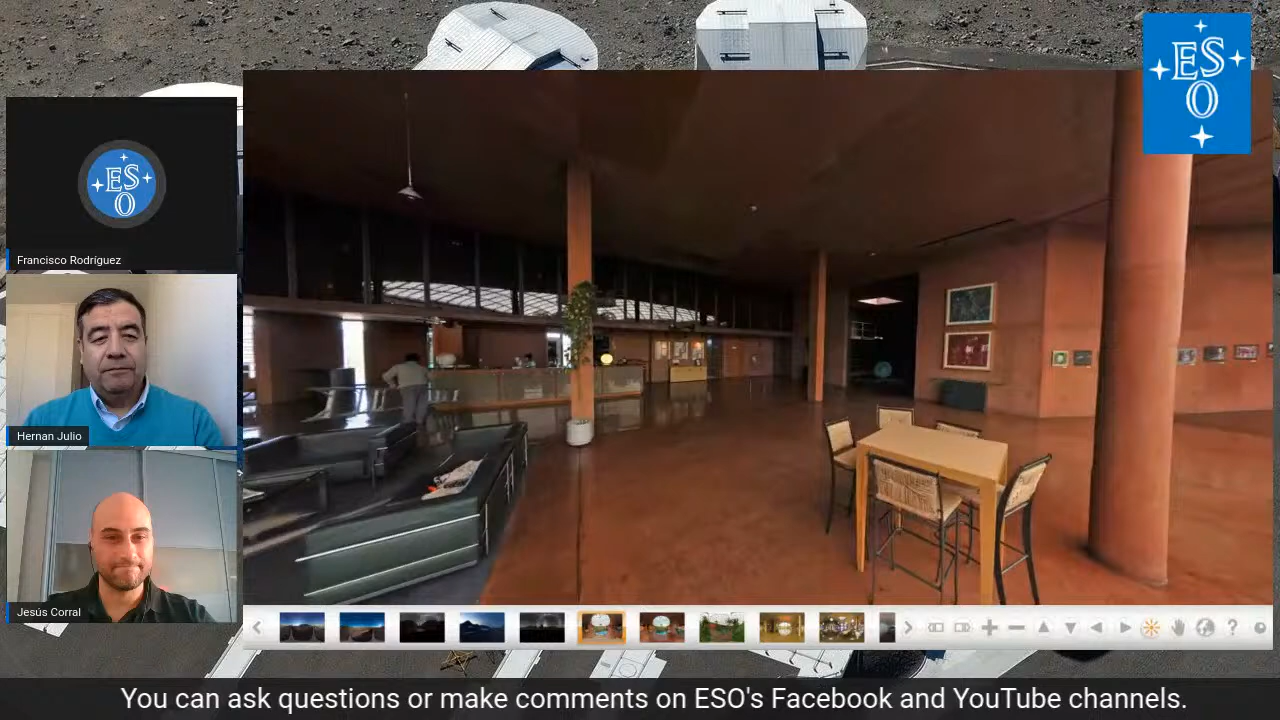 ESO
ESO
Francisco Rodríguez
Hernan Julio
Jesús Corral
You can ask questions or make comments on ESO's Facebook and YouTube channels.